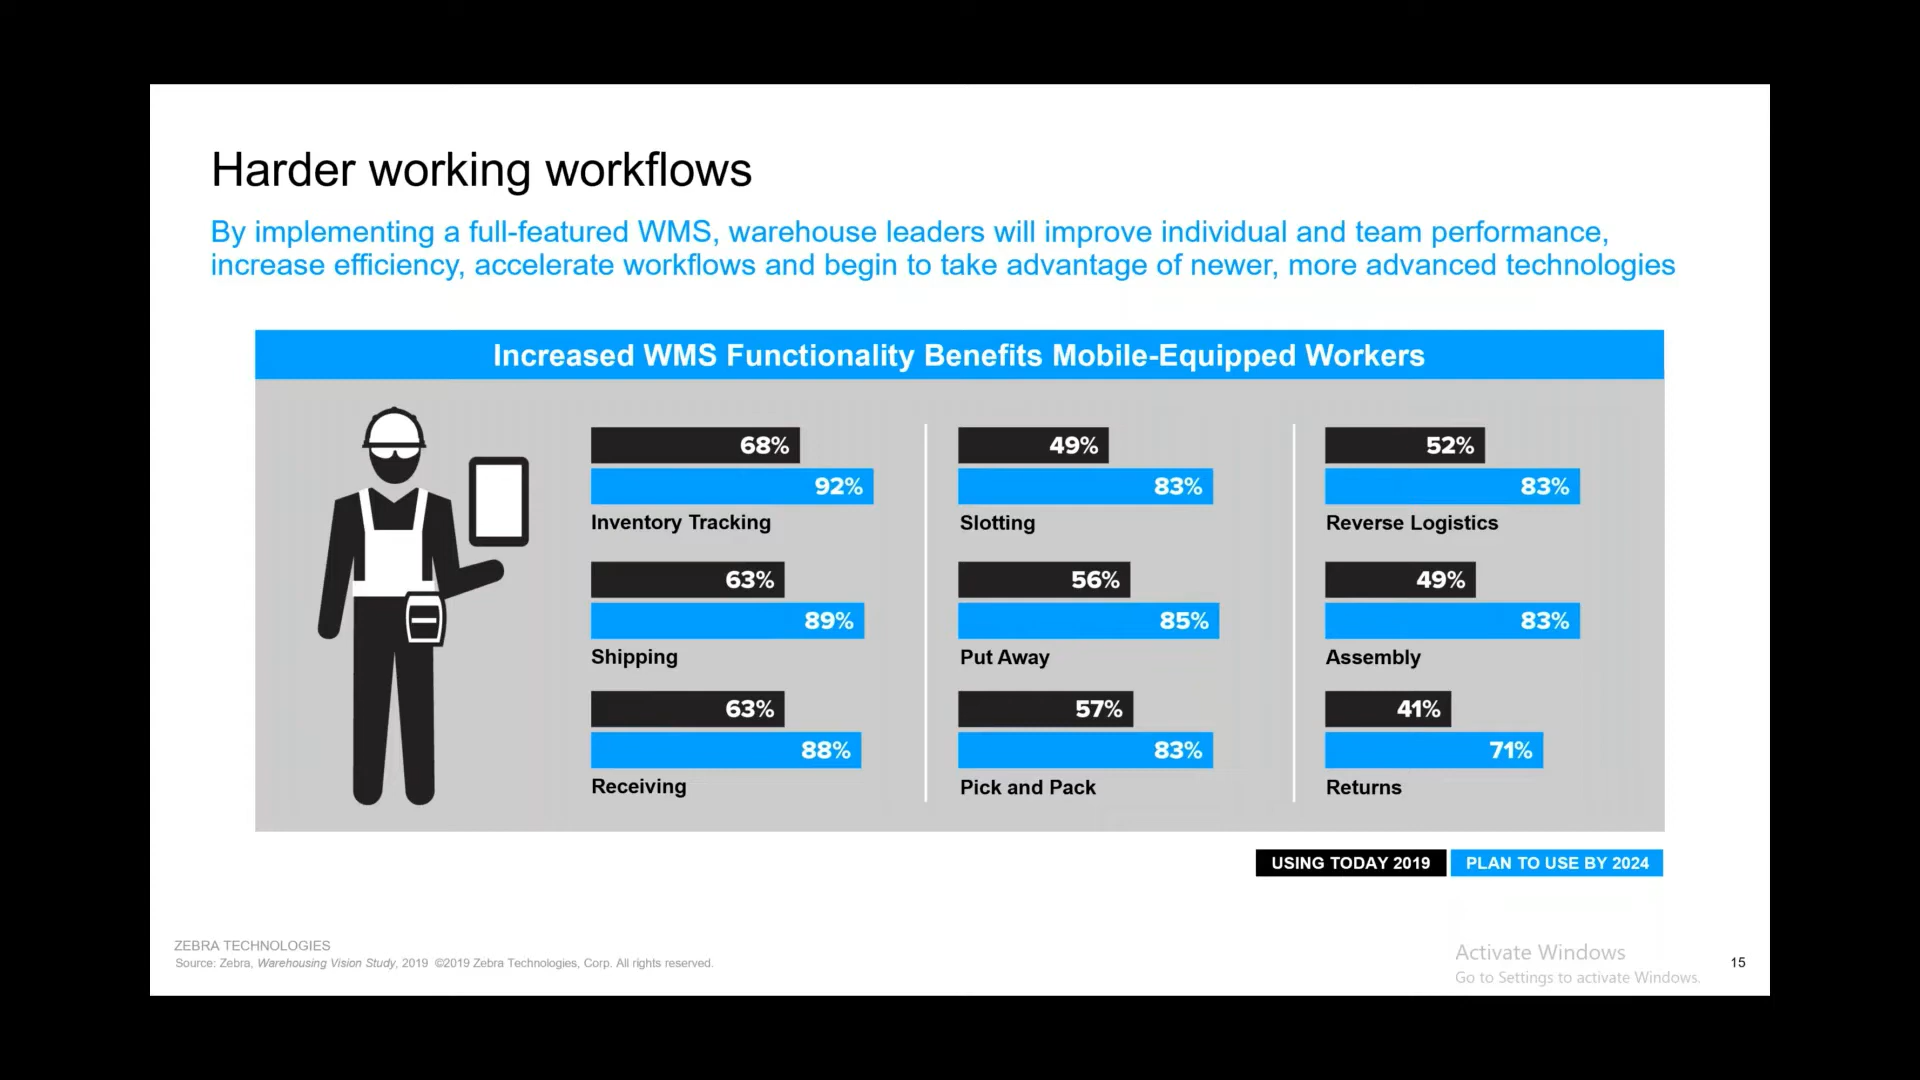 Harder working workflows
By implementing a full-featured WMS, warehouse leaders will improve individual and team performance,
increase efficiency, accelerate workflows and begin to take advantage of newer, more advanced technologies
Increased WMS Functionality Benefits Mobile-Equipped Workers
68%
92%
Inventory Tracking
63%
89%
Shipping
63%
88%
Receiving
49%
83%
Slotting
56%
85%
Put Away
57%
83%
Pick and Pack
52%
83%
Reverse Logistics
49%
83%
Assembly
41%
71%
Returns
USING TODAY 2019
PLAN TO USE BY 2024
ZEBRA TECHNOLOGIES
Source: Zebra, Warehousing Vision Study, 2019 ©2019 Zebra Technologies, Corp. All rights reserved.
Activate Windows
Go to Settings to activate Windows.
15